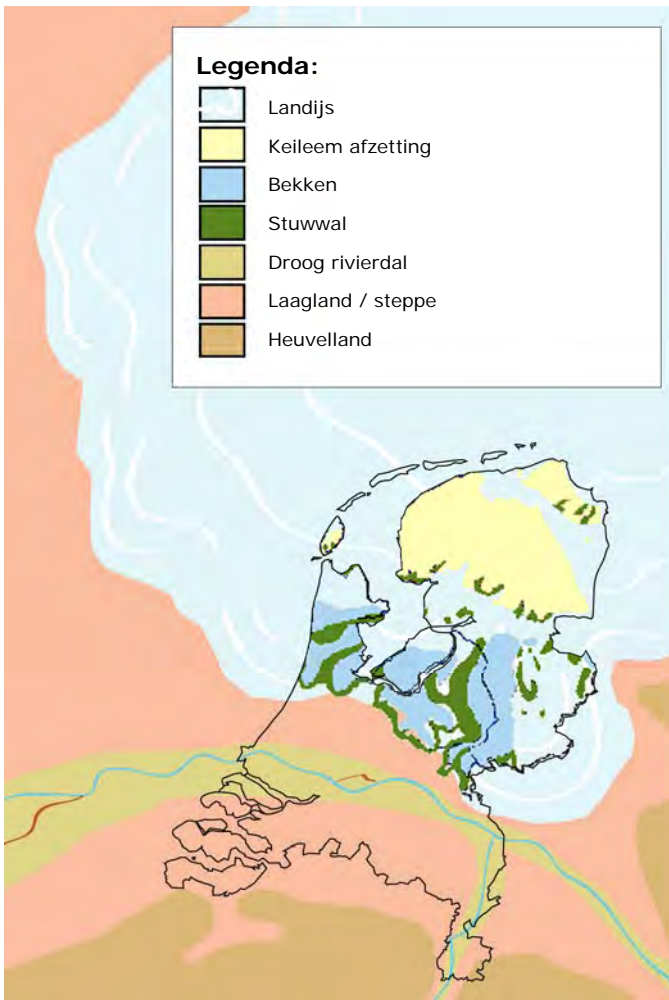 Legenda:
Landijs
Keileem afzetting
Bekken
Stuwwal
Droog rivierdal
Laagland / steppe
Heuvelland